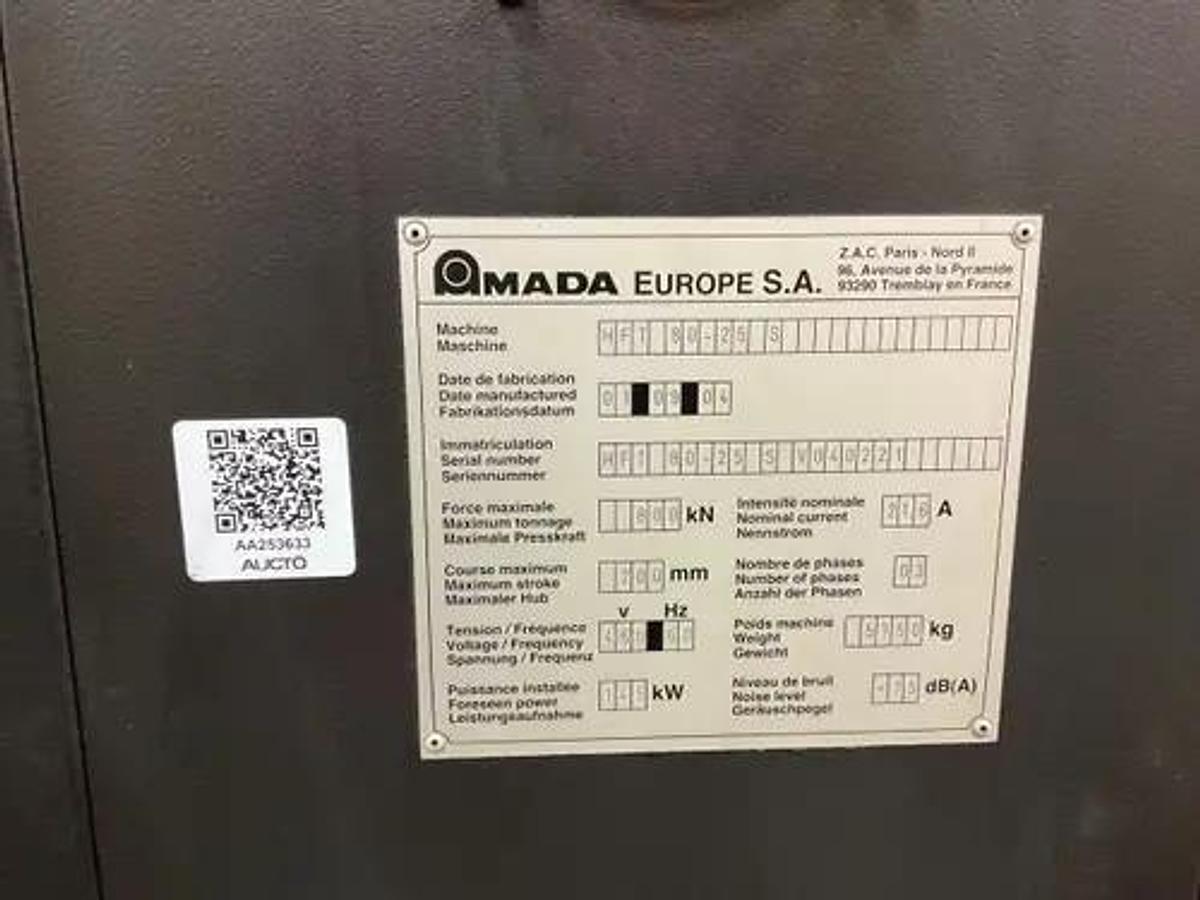 AMADA EUROPE S.A.
Z.A.C. Paris - Nord II
96, Avenue de la Pyramide
93290 Tremblay en France
Machine
Maschine
HFT 80-25 S
Date de fabrication
Date manufactured
Fabrikationsdatum
01 09 04
Immatriculation
Serial number
Seriennummer
HFT 80-25 S V040221
Force maximale
Maximum tonnage
Maximale Presskraft
800 kN
Intensité nominale
Nominal current
Nennstrom
A
Course maximum
Maximum stroke
Maximaler Hub
mm
Nombre de phases
Number of phases
Anzahl der Phasen
03
V Hz
Tension / Fréquence
Voltage / Frequency
Spannung / Frequenz
Poids machine
Weight
Gewicht
kg
Puissance installée
Foreseen power
Leistungsaufnahme
kW
Niveau de bruit
Noise level
Geräuschpegel
dB(A)
AA253633
AUCTO